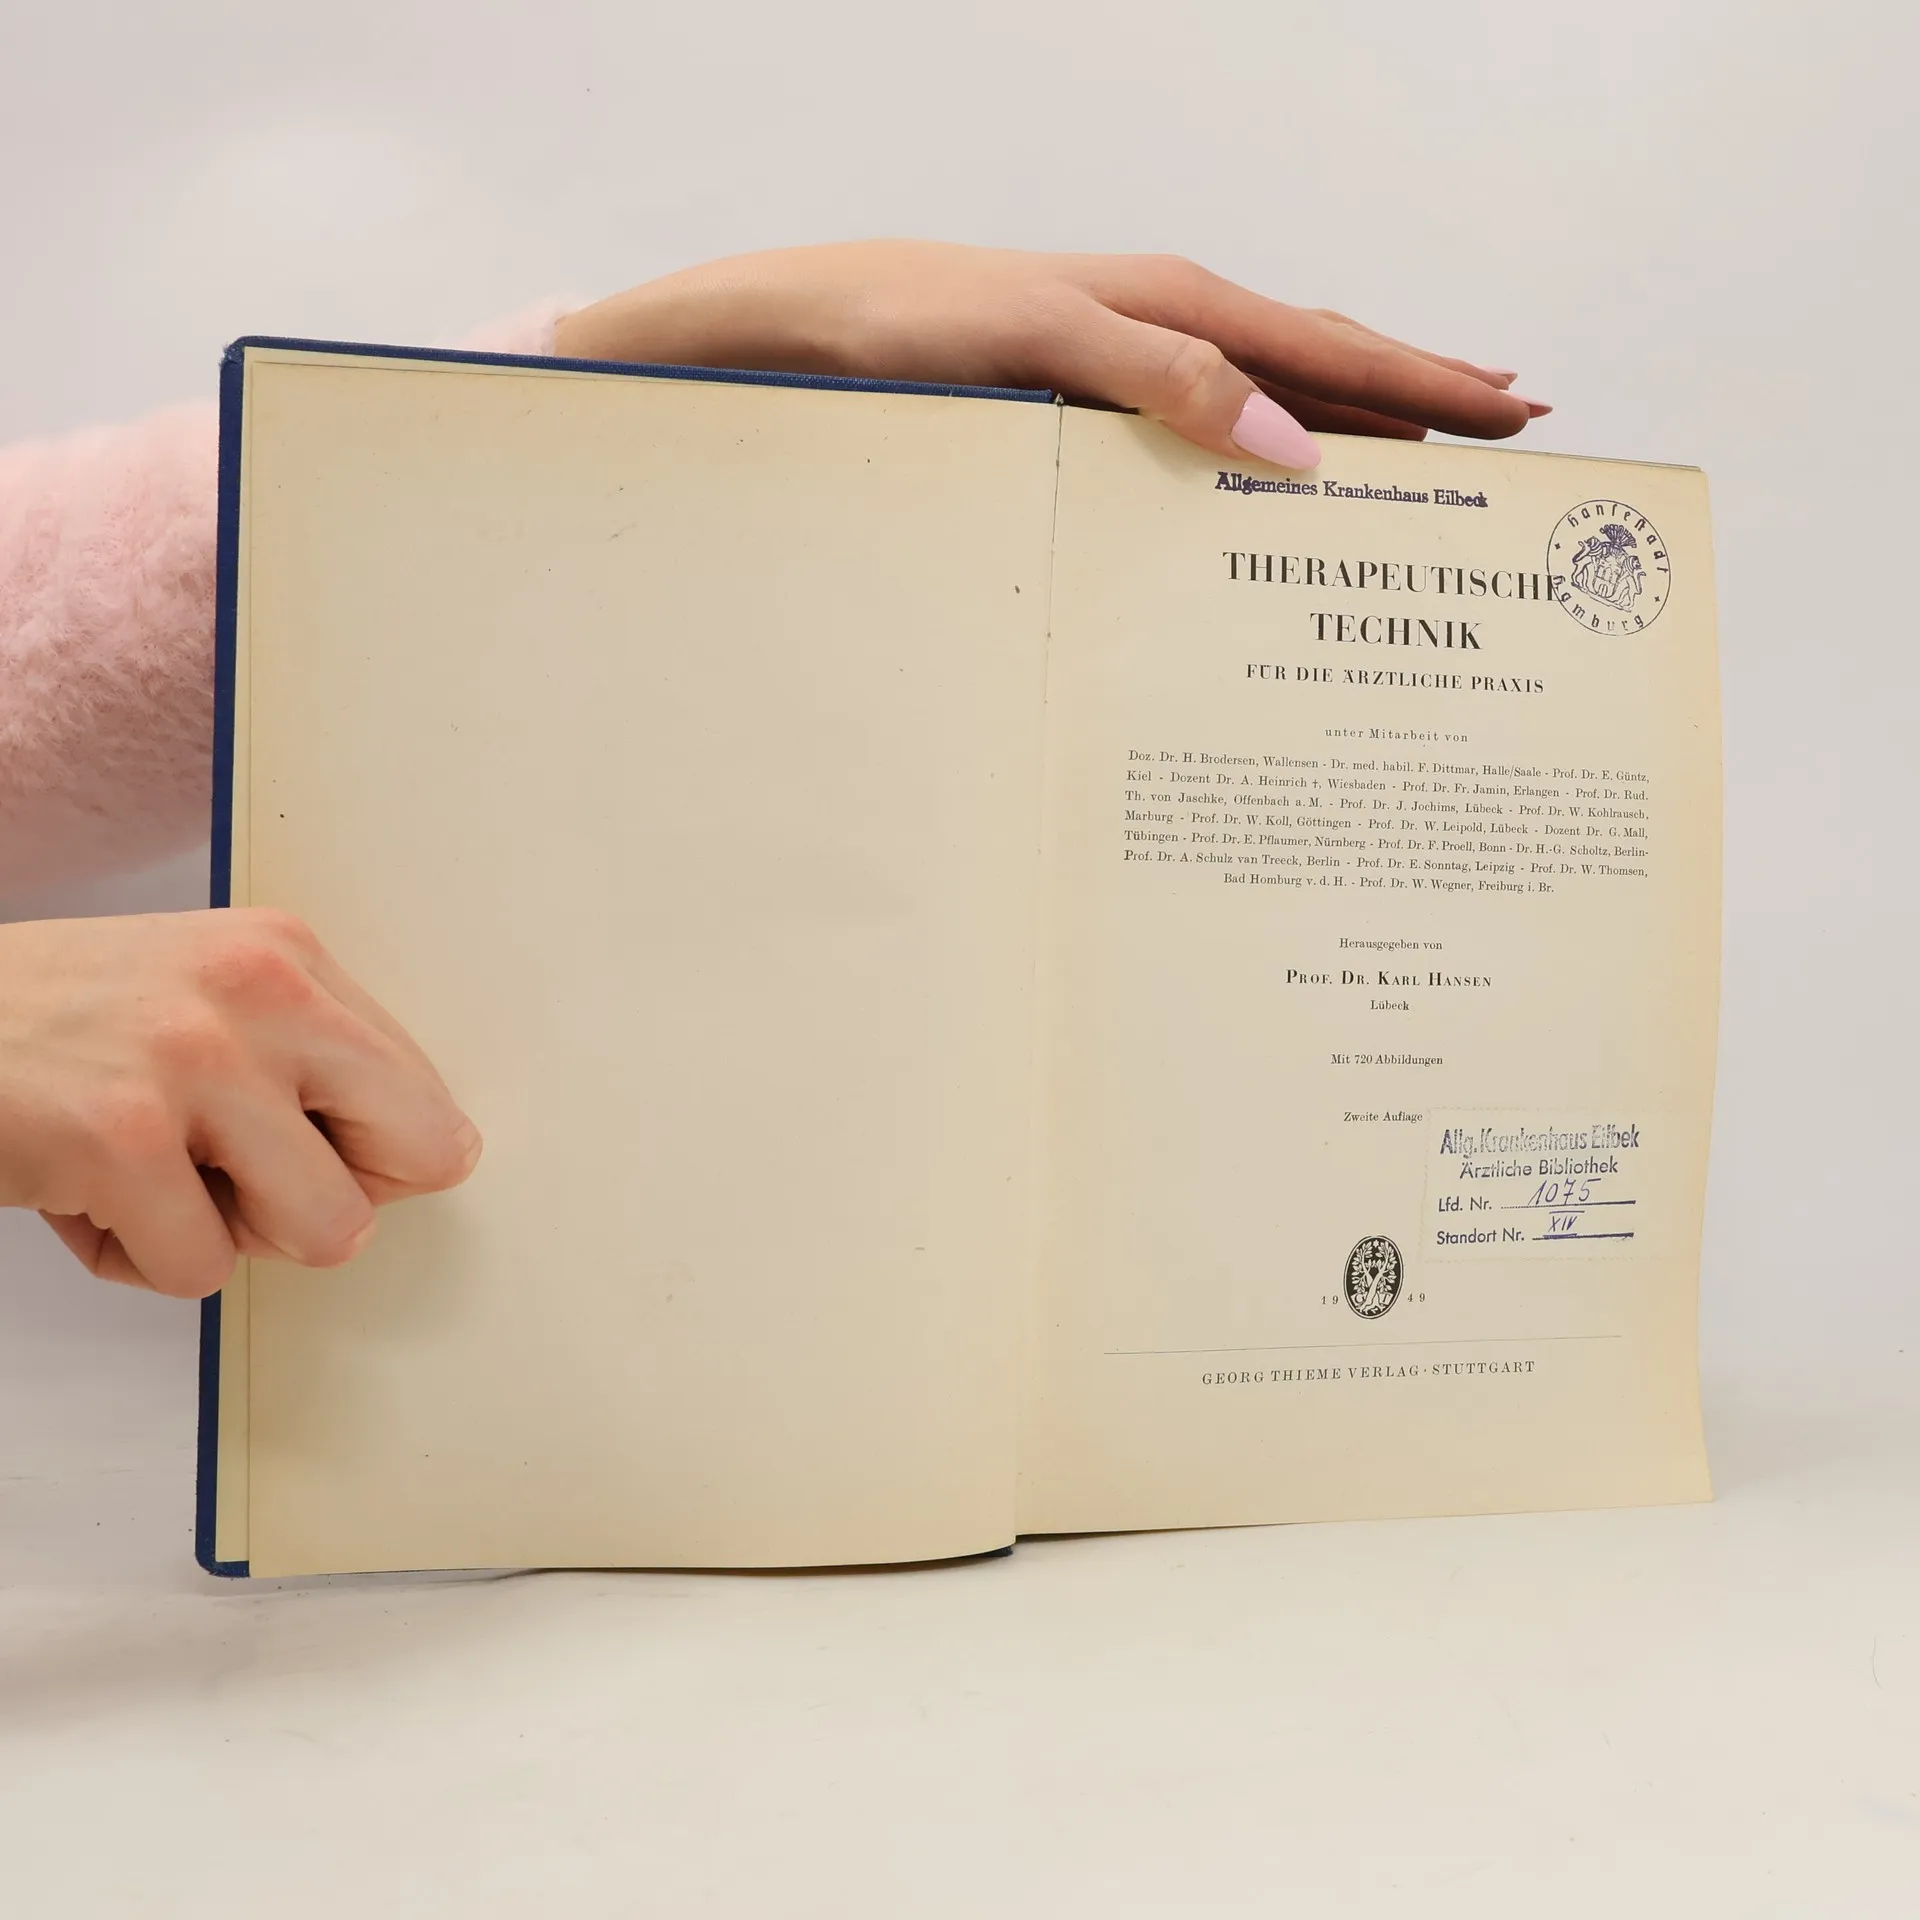 Allgemeines Krankenhaus Eilbeck
Hansestadt Hamburg
THERAPEUTISCHE
TECHNIK
FÜR DIE ÄRZTLICHE PRAXIS
unter Mitarbeit von
Doz. Dr. H. Brodersen, Wallensen - Dr. med. habil. F. Dittmar, Halle/Saale - Prof. Dr. E. Güntz,
Kiel - Dozent Dr. A. Heinrich †, Wiesbaden - Prof. Dr. Fr. Jamin, Erlangen - Prof. Dr. Rud.
Th. von Jaschke, Offenbach a. M. - Prof. Dr. J. Jochims, Lübeck - Prof. Dr. W. Kohlrausch,
Marburg - Prof. Dr. W. Koll, Göttingen - Prof. Dr. W. Leipold, Lübeck - Dozent Dr. G. Mall,
Tübingen - Prof. Dr. E. Pflaumer, Nürnberg - Prof. Dr. F. Proell, Bonn - Dr. H.-G. Scholtz, Berlin-
Prof. Dr. A. Schulz van Treeck, Berlin - Prof. Dr. E. Sonntag, Leipzig - Prof. Dr. W. Thomsen,
Bad Homburg v. d. H. - Prof. Dr. W. Wegner, Freiburg i. Br.
Herausgegeben von
PROF. DR. KARL HANSEN
Lübeck
Mit 720 Abbildungen
Zweite Auflage
Allg. Krankenhaus Eilbek
Ärztliche Bibliothek
Lfd. Nr. 1075
Standort Nr. XIV
19 49
GEORG THIEME VERLAG · STUTTGART